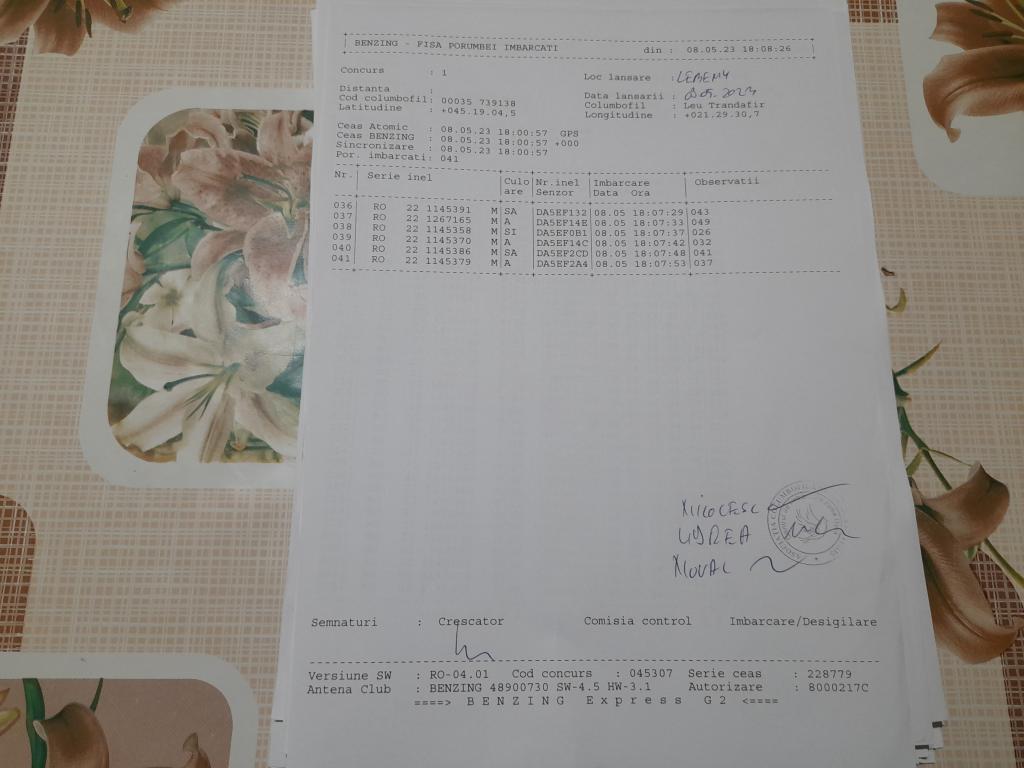 BENZING - FISA PORUMBEI IMBARCATI din : 08.05.23 18:08:26
Concurs : 1 Loc lansare :
Distanta : Data lansarii :
Cod columbofil: 00035 739138 Columbofil : Leu Trandafir
Latitudine : +045.19.04,5 Longitudine : +021.29.30,7
Ceas Atomic : 08.05.23 18:00:57 GPS
Ceas BENZING : 08.05.23 18:00:57 +000
Sincronizare : 08.05.23 18:00:57
Por. imbarcati: 041
Nr. Serie inel Culo Nr.inel Imbarcare Observatii
are Senzor Data Ora
036 RO 22 1145391 M SA DA5EF132 08.05 18:07:29 043
037 RO 22 1267165 M A DA5EF14E 08.05 18:07:33 049
038 RO 22 1145358 M SI DA5EF0B1 08.05 18:07:37 026
039 RO 22 1145370 M A DA5EF14C 08.05 18:07:42 032
040 RO 22 1145386 M SA DA5EF2CD 08.05 18:07:48 041
041 RO 22 1145379 M A DA5EF2A4 08.05 18:07:53 037
Semnaturi : Crescator Comisia control Imbarcare/Desigilare
Versiune SW : RO-04.01 Cod concurs : 045307 Serie ceas : 228779
Antena Club : BENZING 48900730 SW-4.5 HW-3.1 Autorizare : 8000217C
====> BENZING Express G2 <====